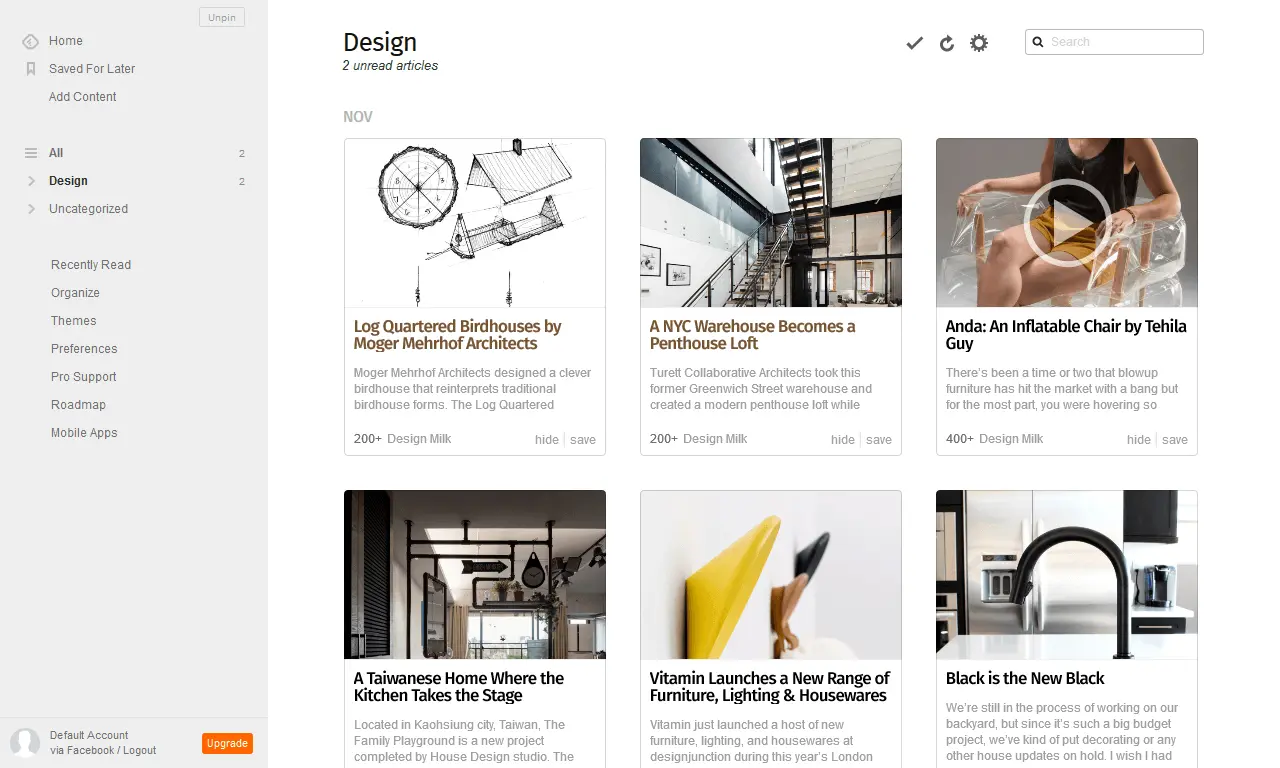 Unpin
Home
Saved For Later
Add Content
All 2
Design 2
Uncategorized
Recently Read
Organize
Themes
Preferences
Pro Support
Roadmap
Mobile Apps
Default Account
via Facebook / Logout
Upgrade
Design
2 unread articles
Search
NOV
Log Quartered Birdhouses by
Moger Mehrhof Architects
Moger Mehrhof Architects designed a clever
birdhouse that reinterprets traditional
birdhouse forms. The Log Quartered
200+ Design Milk hide save
A NYC Warehouse Becomes a
Penthouse Loft
Turett Collaborative Architects took this
former Greenwich Street warehouse and
created a modern penthouse loft while
200+ Design Milk hide save
Anda: An Inflatable Chair by Tehila
Guy
There's been a time or two that blowup
furniture has hit the market with a bang but
for the most part, you were hovering so
400+ Design Milk hide save
A Taiwanese Home Where the
Kitchen Takes the Stage
Located in Kaohsiung city, Taiwan, The
Family Playground is a new project
completed by House Design studio. The
Vitamin Launches a New Range of
Furniture, Lighting & Housewares
Vitamin just launched a host of new
furniture, lighting, and housewares at
designjunction during this year's London
Black is the New Black
We're still in the process of working on our
backyard, but since it's such a big budget
project, we've kind of put decorating or any
other house updates on hold. I wish I had